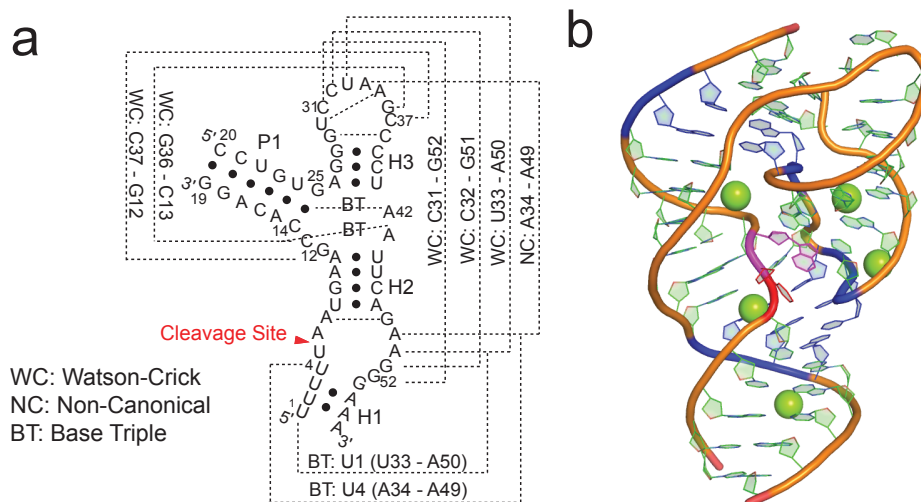 a
b
WC: C37 - G12
WC: G36 - C13
5' 20
C C U G U G
P1
25
3' G G A C A C C
19
14
12
31
C C U A A G C
37
H3
BT
BT
A 42
A
H2
WC: C31 - G52
WC: C32 - G51
WC: U33 - A50
NC: A34 - A49
Cleavage Site
4
52
5' 1
U U U U
H1
G G A A A 3'
WC: Watson-Crick
NC: Non-Canonical
BT: Base Triple
BT: U1 (U33 - A50)
BT: U4 (A34 - A49)